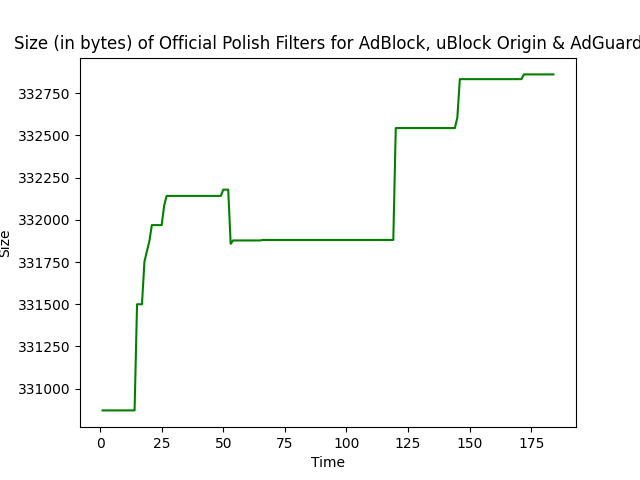 Size (in bytes) of Official Polish Filters for AdBlock, uBlock Origin & AdGuard
332750
332500
332250
332000
331750
331500
331250
331000
Size
0 25 50 75 100 125 150 175
Time